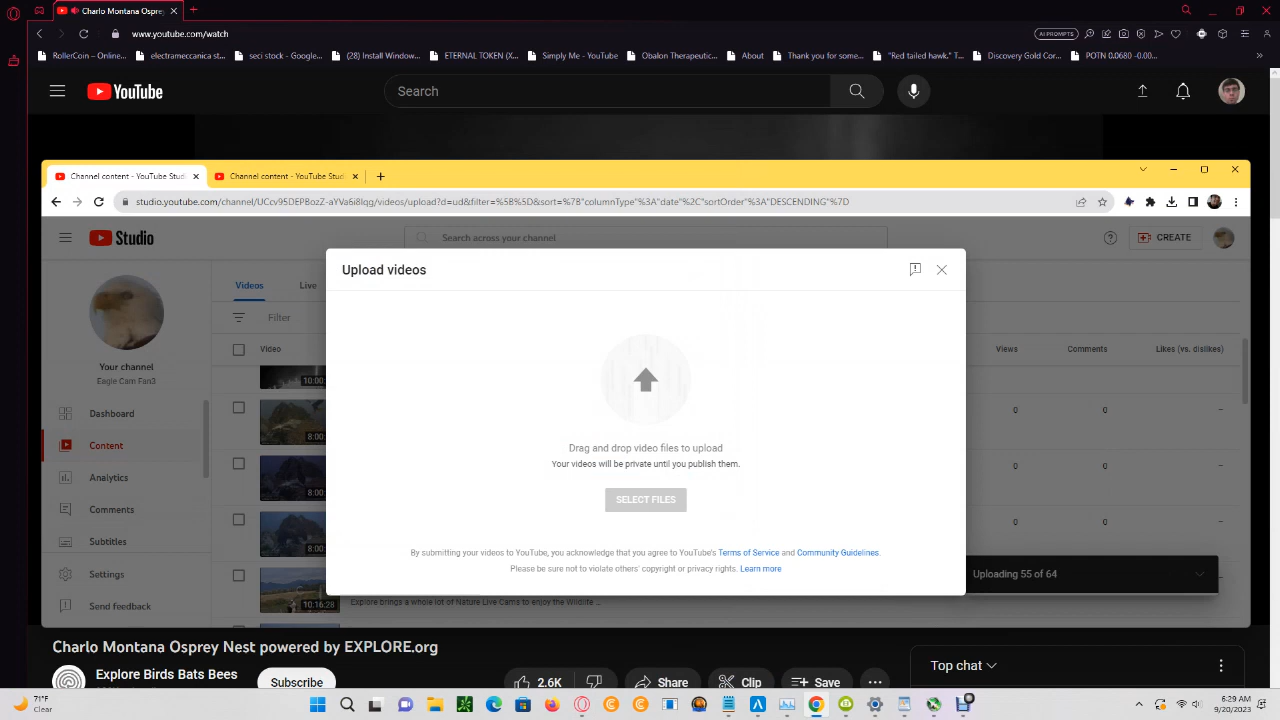 Charlo Montana Osprey
www.youtube.com/watch
AI PROMPTS
RollerCoin – Online...
electrameccanica st...
seci stock - Google...
(28) Install Window...
ETERNAL TOKEN (X...
Simply Me - YouTube
Obalon Therapeutic...
About
Thank you for some...
"Red tailed hawk." T...
Discovery Gold Cor...
POTN 0.0680 -0.00...
YouTube
Search
Channel content - YouTube Studio
Channel content - YouTube Studio
studio.youtube.com/channel/UCcv95DEPBozZ-aYVa6i8lqg/videos/upload?d=ud&filter=%5B%5D&sort=%7B"columnType"%3A"date"%2C"sortOrder"%3A"DESCENDING"%7D
Studio
Search across your channel
CREATE
Upload videos
Videos
Live
Filter
Video
Views
Comments
Likes (vs. dislikes)
Your channel
Eagle Cam Fan3
10:00:
Dashboard
8:00:
0
0
–
Content
Drag and drop video files to upload
Your videos will be private until you publish them.
0
0
–
Analytics
8:00:
SELECT FILES
Comments
0
0
–
Subtitles
8:00:
By submitting your videos to YouTube, you acknowledge that you agree to YouTube's Terms of Service and Community Guidelines.
Please be sure not to violate others' copyright or privacy rights. Learn more
Settings
Uploading 55 of 64
Send feedback
10:16:28
Explore brings a whole lot of Nature Live Cams to enjoy the Wildlife ...
Charlo Montana Osprey Nest powered by EXPLORE.org
Explore Birds Bats Bees
Subscribe
2.6K
Share
Clip
Save
Top chat
71°F
Clear
6:29 AM
9/20/2023